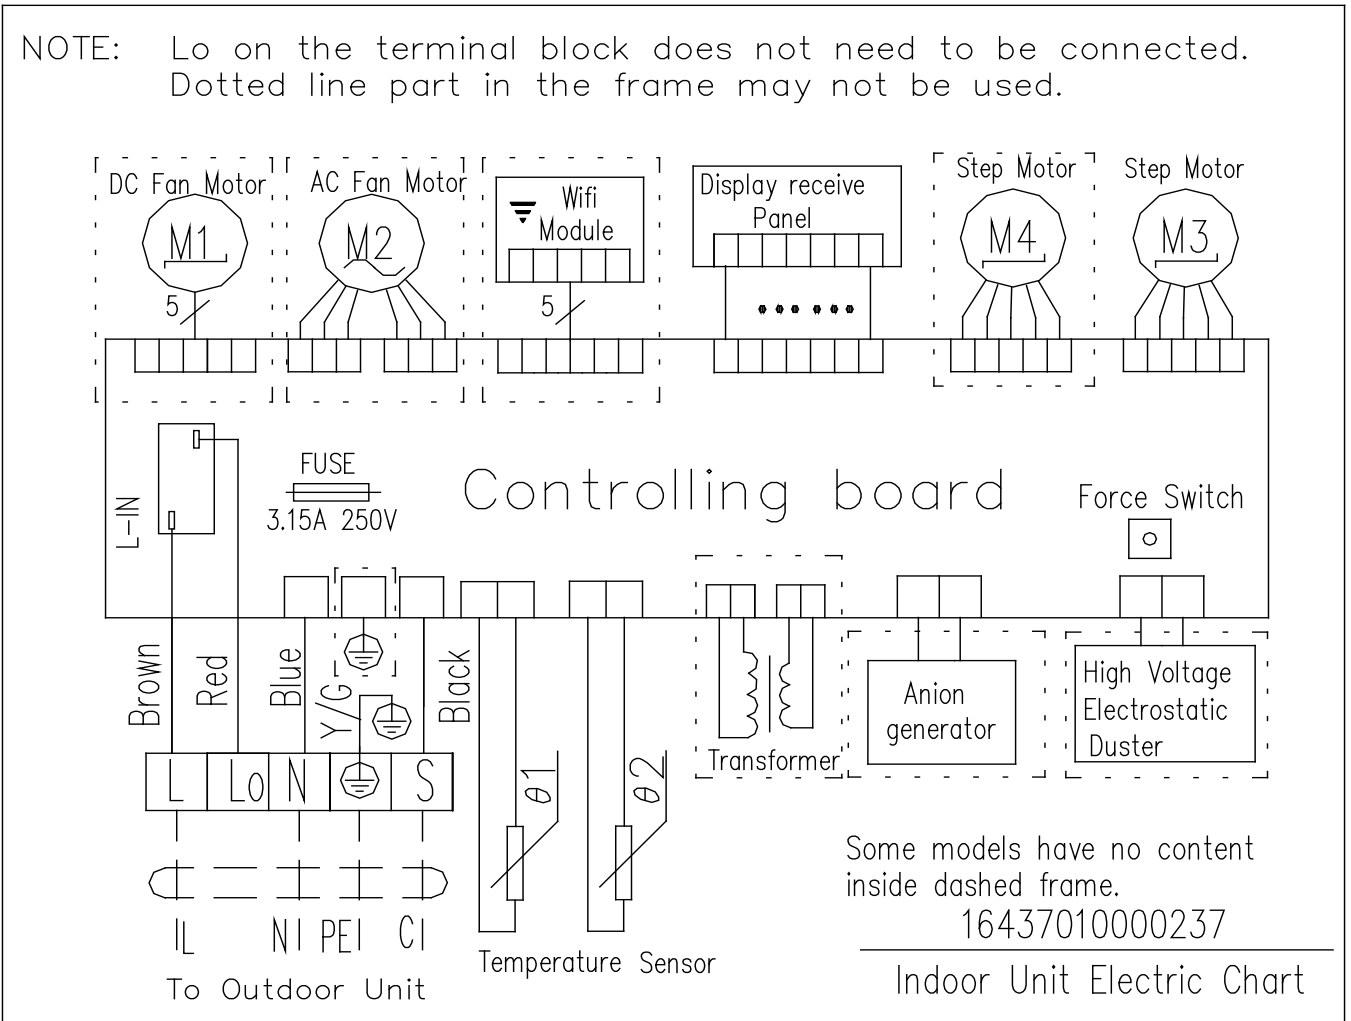 NOTE: Lo on the terminal block does not need to be connected.
Dotted line part in the frame may not be used.
DC Fan Motor
M1
5
AC Fan Motor
M2
Wifi
Module
5
Display receive
Panel
Step Motor
M4
Step Motor
M3
L-IN
FUSE
3.15A 250V
Controlling board
Force Switch
Brown
Red
Blue
Y/G
Black
L
Lo
N
S
θ1
θ2
Transformer
Anion
generator
High Voltage
Electrostatic
Duster
IL
NI
PEI
CI
To Outdoor Unit
Temperature Sensor
Some models have no content
inside dashed frame.
16437010000237
Indoor Unit Electric Chart